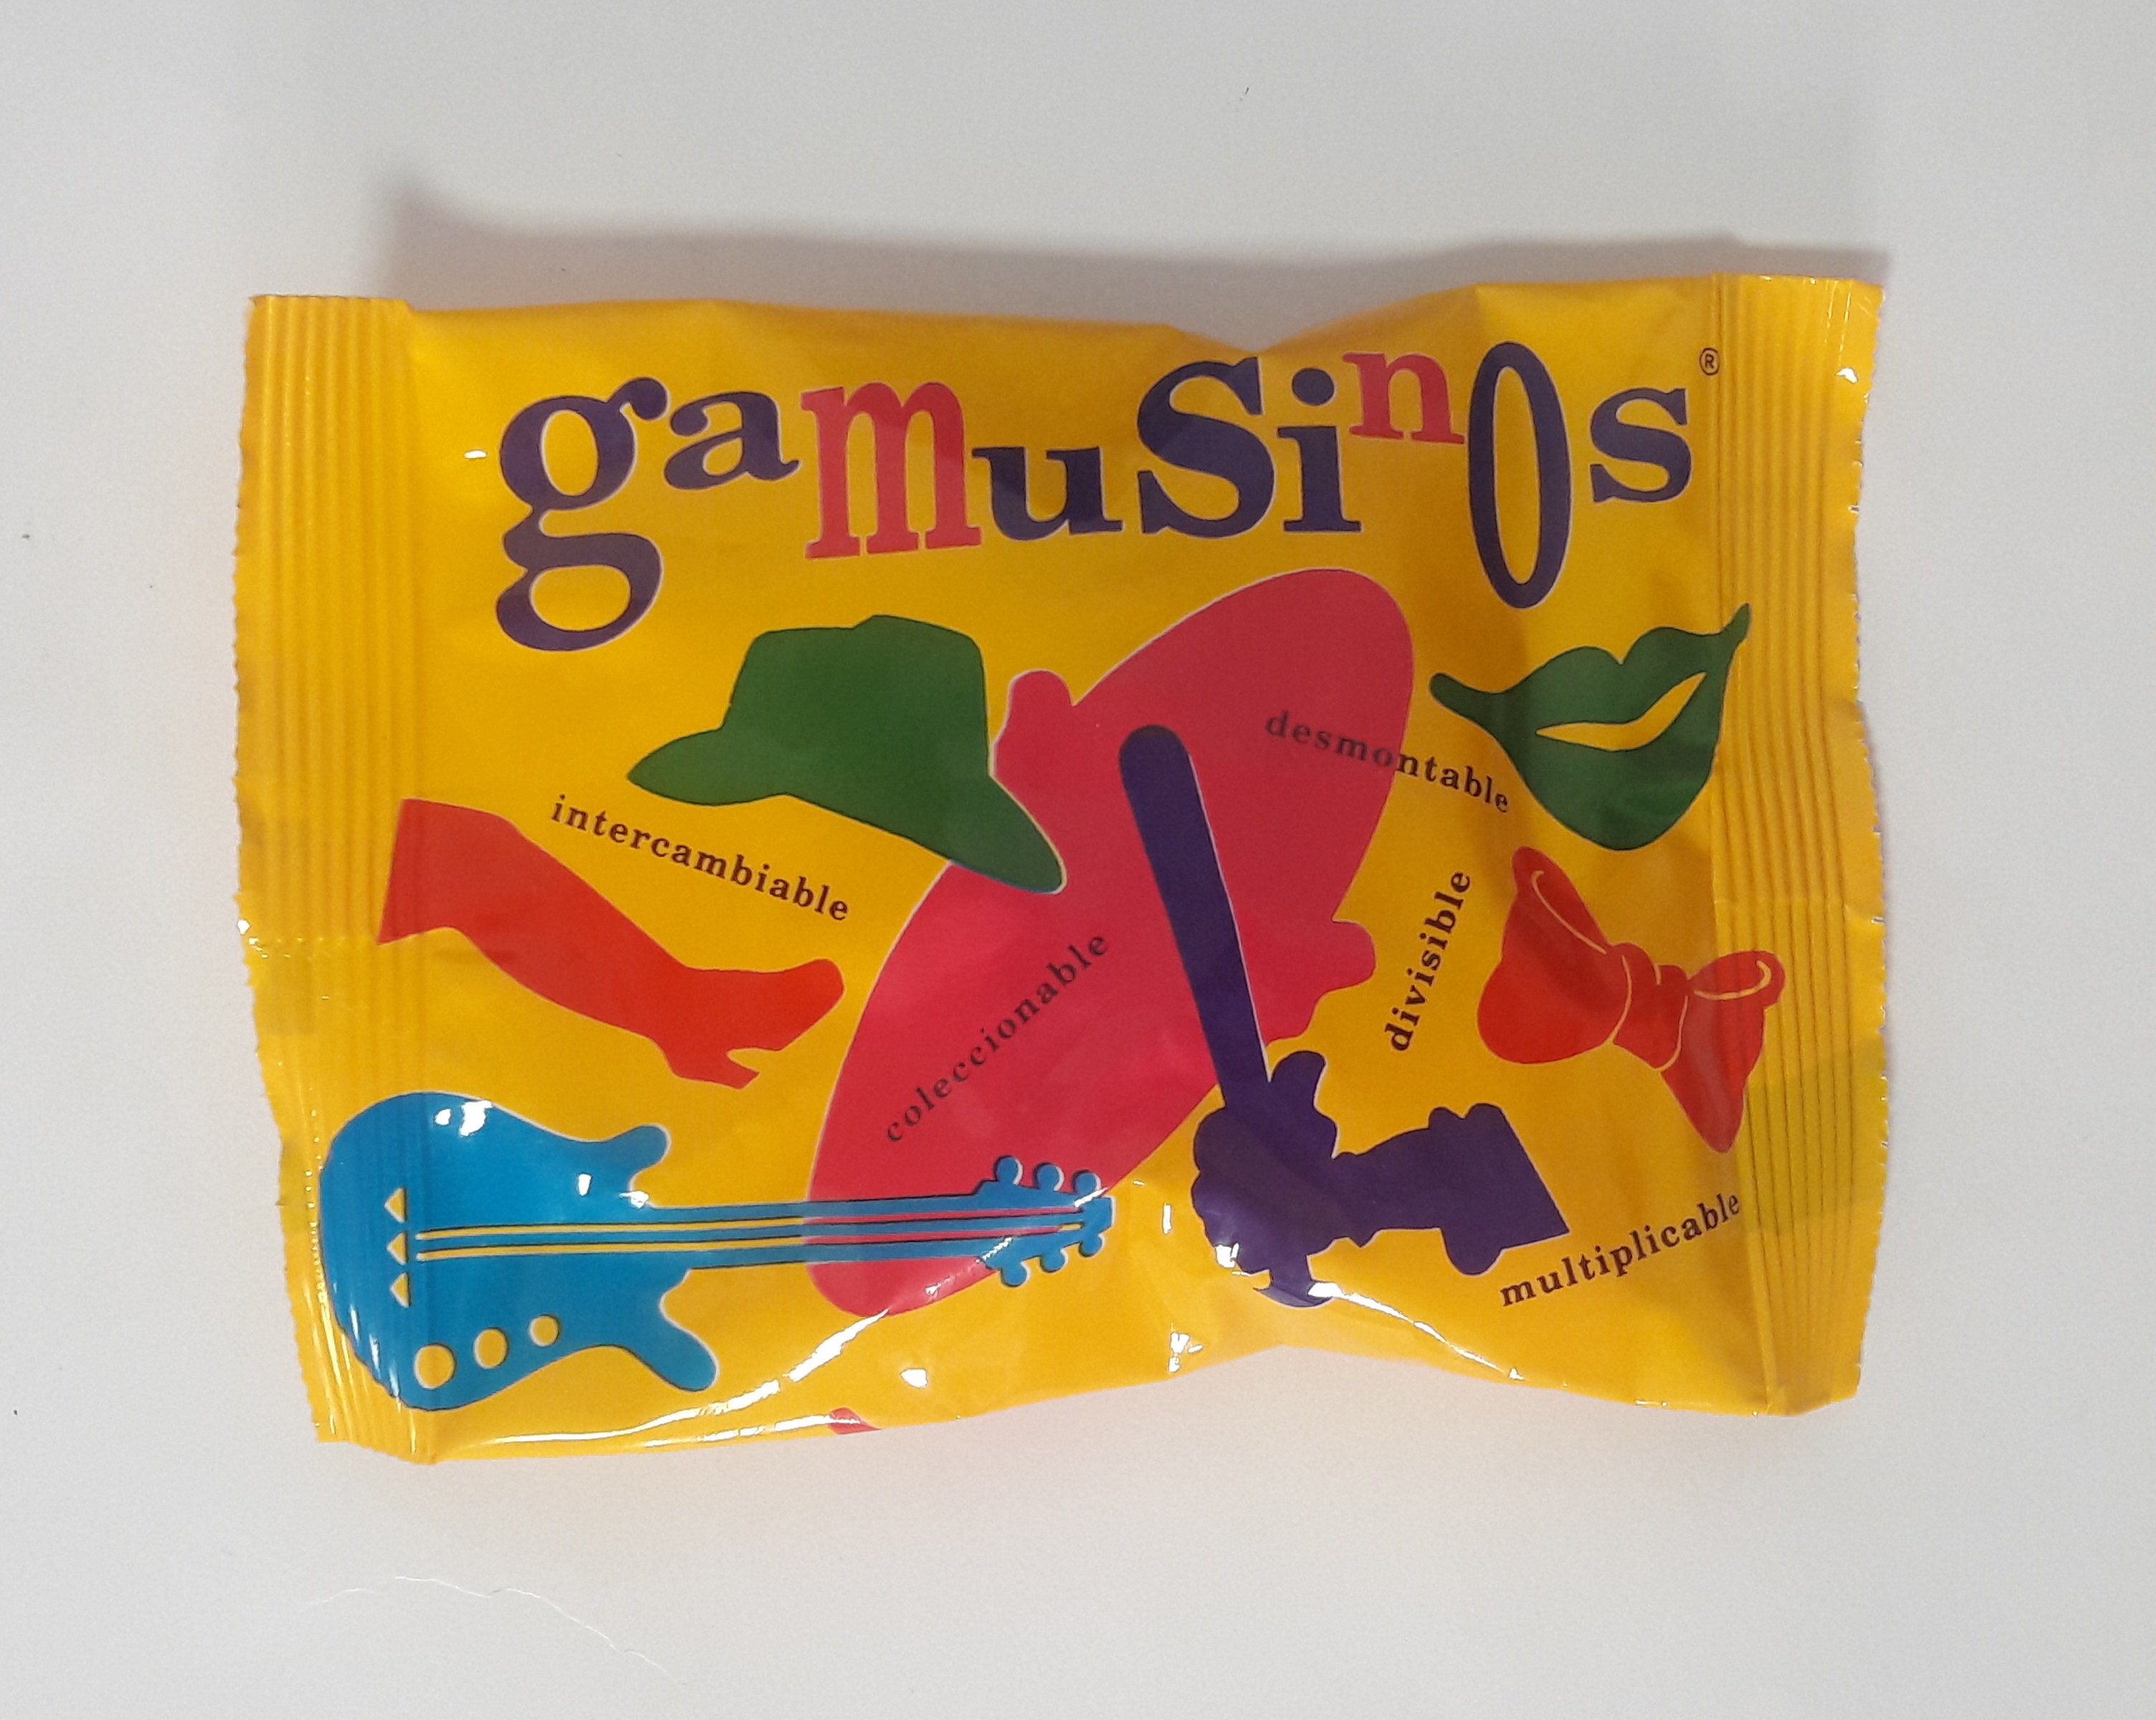 gamuSinOs®
desmontable
intercambiable
coleccionable
divisible
multiplicable